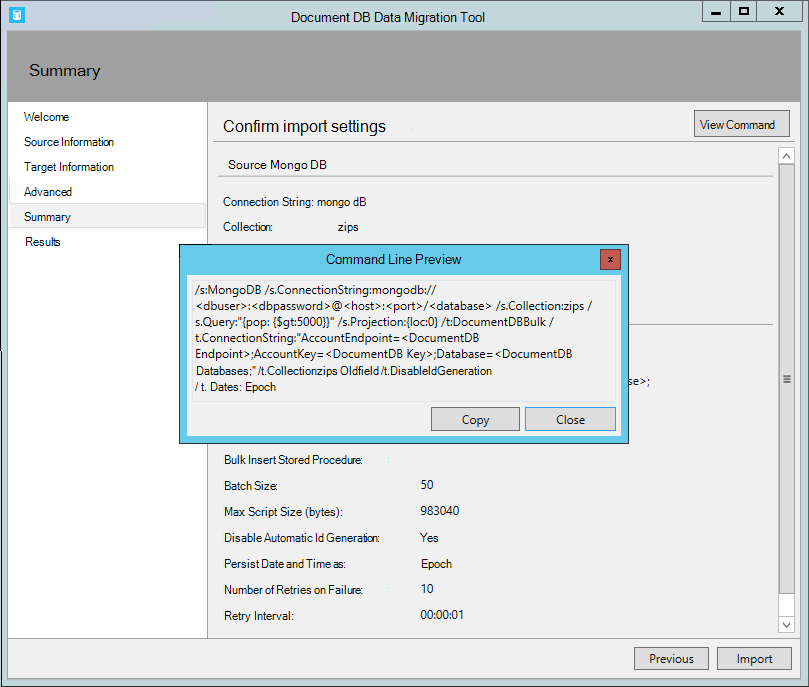 Document DB Data Migration Tool
Summary
Welcome
Source Information
Target Information
Advanced
Summary
Results
Confirm import settings
View Command
Source Mongo DB
Connection String: mongo dB
Collection: zips
Command Line Preview
x
/s:MongoDB /s.ConnectionString:mongodb://
<dbuser>:<dbpassword>@<host>:<port>/<database> /s.Collection:zips /
s.Query:"{pop: {$gt:5000}}" /s.Projection:{loc:0} /t:DocumentDBBulk /
t.ConnectionString:"AccountEndpoint=<DocumentDB
Endpoint>;AccountKey=<DocumentDB Key>;Database=<DocumentDB
Databases;" /t.Collectionzips Oldfield /t.DisableIdGeneration
/ t. Dates: Epoch
Copy
Close
se>;
Bulk Insert Stored Procedure:
Batch Size: 50
Max Script Size (bytes): 983040
Disable Automatic Id Generation: Yes
Persist Date and Time as: Epoch
Number of Retries on Failure: 10
Retry Interval: 00:00:01
Previous
Import